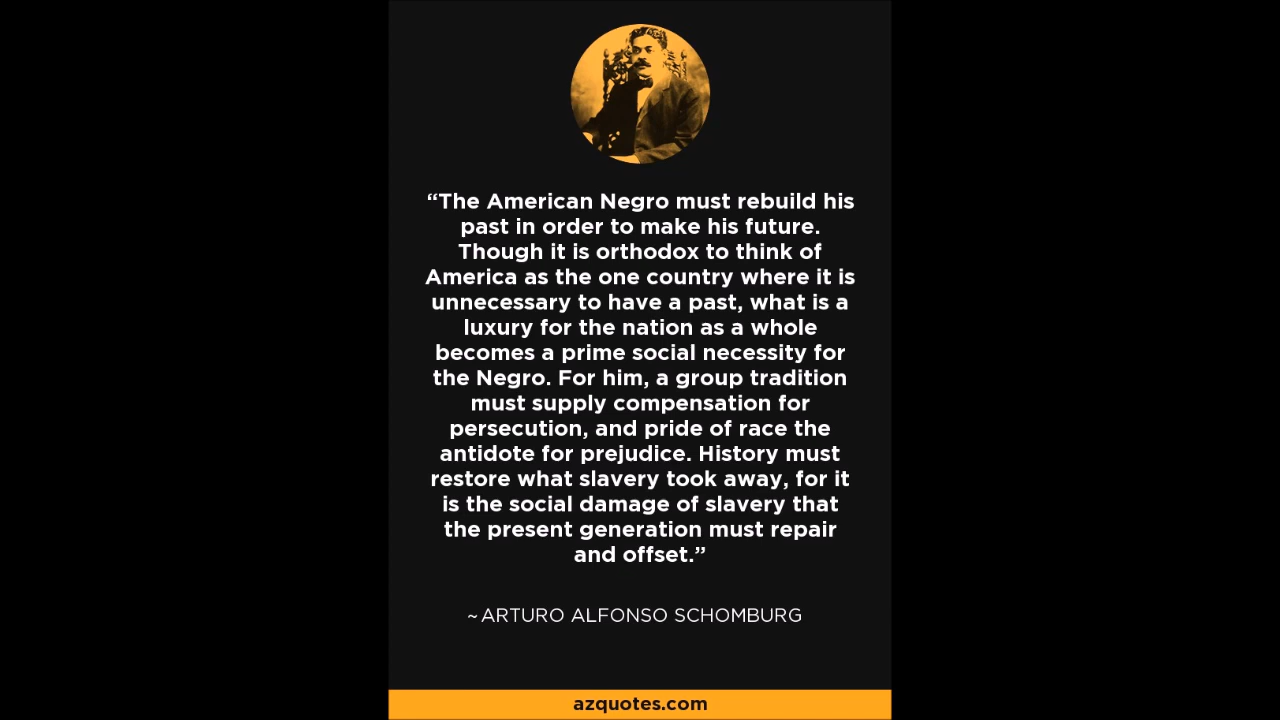 “The American Negro must rebuild his
past in order to make his future.
Though it is orthodox to think of
America as the one country where it is
unnecessary to have a past, what is a
luxury for the nation as a whole
becomes a prime social necessity for
the Negro. For him, a group tradition
must supply compensation for
persecution, and pride of race the
antidote for prejudice. History must
restore what slavery took away, for it
is the social damage of slavery that
the present generation must repair
and offset.”
~ ARTURO ALFONSO SCHOMBURG
azquotes.com